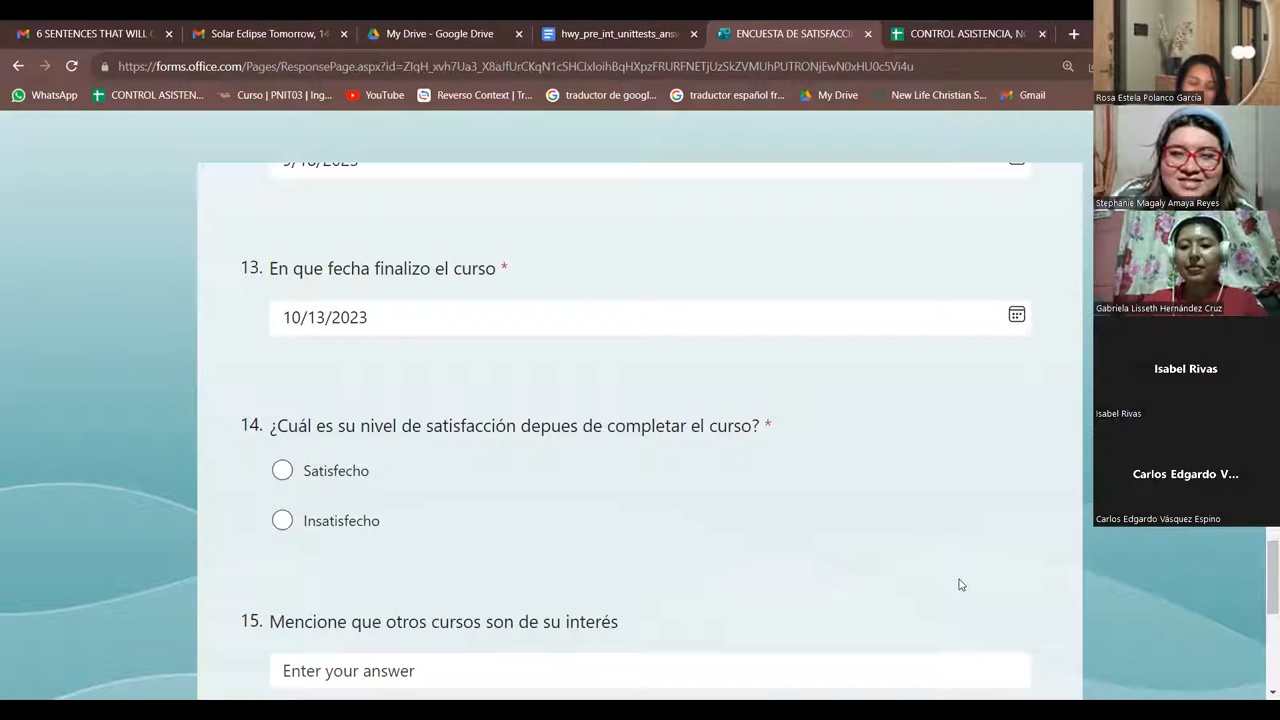 6 SENTENCES THAT WILL
Solar Eclipse Tomorrow, 14
My Drive - Google Drive
hwy_pre_int_unittests_answ
ENCUESTA DE SATISFACCI
CONTROL ASISTENCIA, NO
https://forms.office.com/Pages/ResponsePage.aspx?id=
WhatsApp
CONTROL ASISTEN...
Curso | PNIT03 | Ing...
YouTube
Reverso Context | Tr...
traductor de googl...
traductor español fr...
My Drive
New Life Christian S...
Gmail
Rosa Estela Polanco García
Stephanie Magaly Amaya Reyes
Gabriela Lisseth Hernández Cruz
Isabel Rivas
Isabel Rivas
Carlos Edgardo V...
Carlos Edgardo Vásquez Espino
13. En que fecha finalizo el curso *
10/13/2023
14. ¿Cuál es su nivel de satisfacción depues de completar el curso? *
Satisfecho
Insatisfecho
15. Mencione que otros cursos son de su interés
Enter your answer